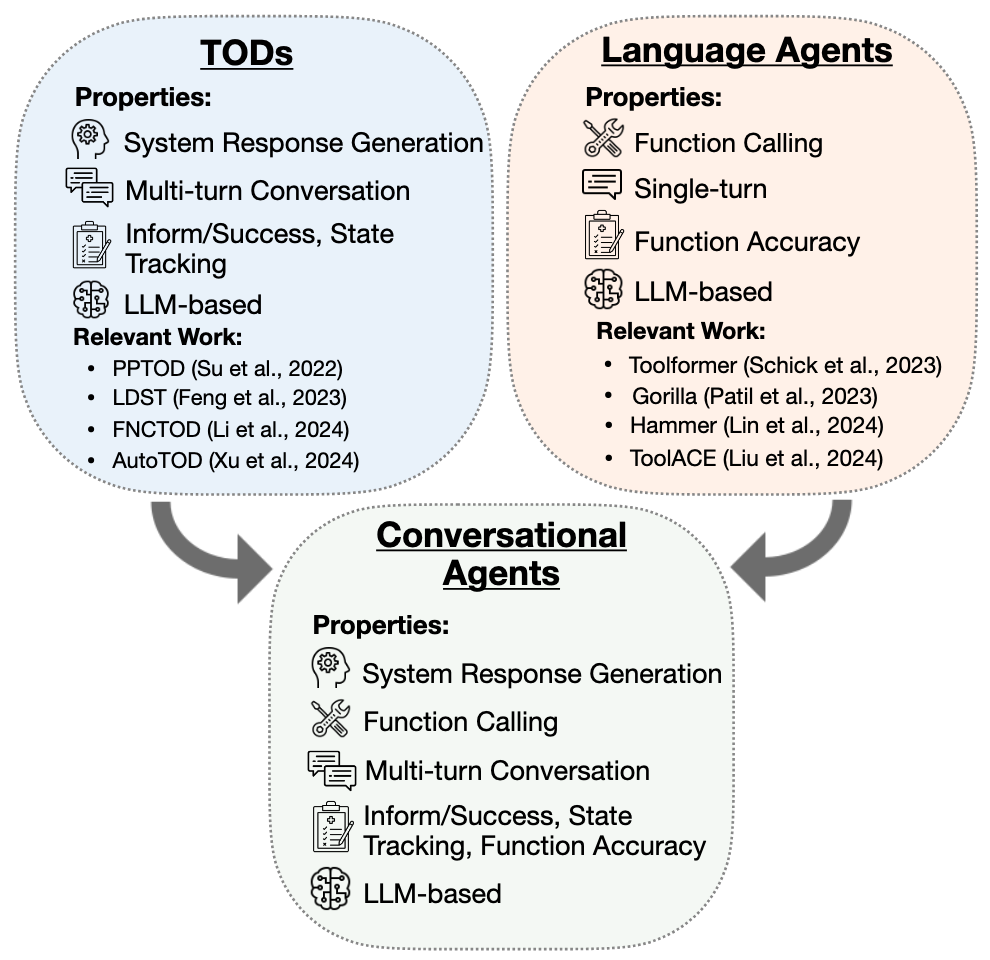 TODs
Properties:
System Response Generation
Multi-turn Conversation
Inform/Success, State
Tracking
LLM-based
Relevant Work:
• PPTOD (Su et al., 2022)
• LDST (Feng et al., 2023)
• FNCTOD (Li et al., 2024)
• AutoTOD (Xu et al., 2024)
Language Agents
Properties:
Function Calling
Single-turn
Function Accuracy
LLM-based
Relevant Work:
• Toolformer (Schick et al., 2023)
• Gorilla (Patil et al., 2023)
• Hammer (Lin et al., 2024)
• ToolACE (Liu et al., 2024)
Conversational
Agents
Properties:
System Response Generation
Function Calling
Multi-turn Conversation
Inform/Success, State
Tracking, Function Accuracy
LLM-based